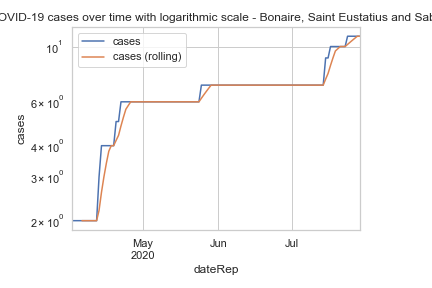 OVID-19 cases over time with logarithmic scale - Bonaire, Saint Eustatius and Sab
cases
cases (rolling)
10¹
6 × 10⁰
4 × 10⁰
3 × 10⁰
2 × 10⁰
cases
May
2020
Jun
Jul
dateRep